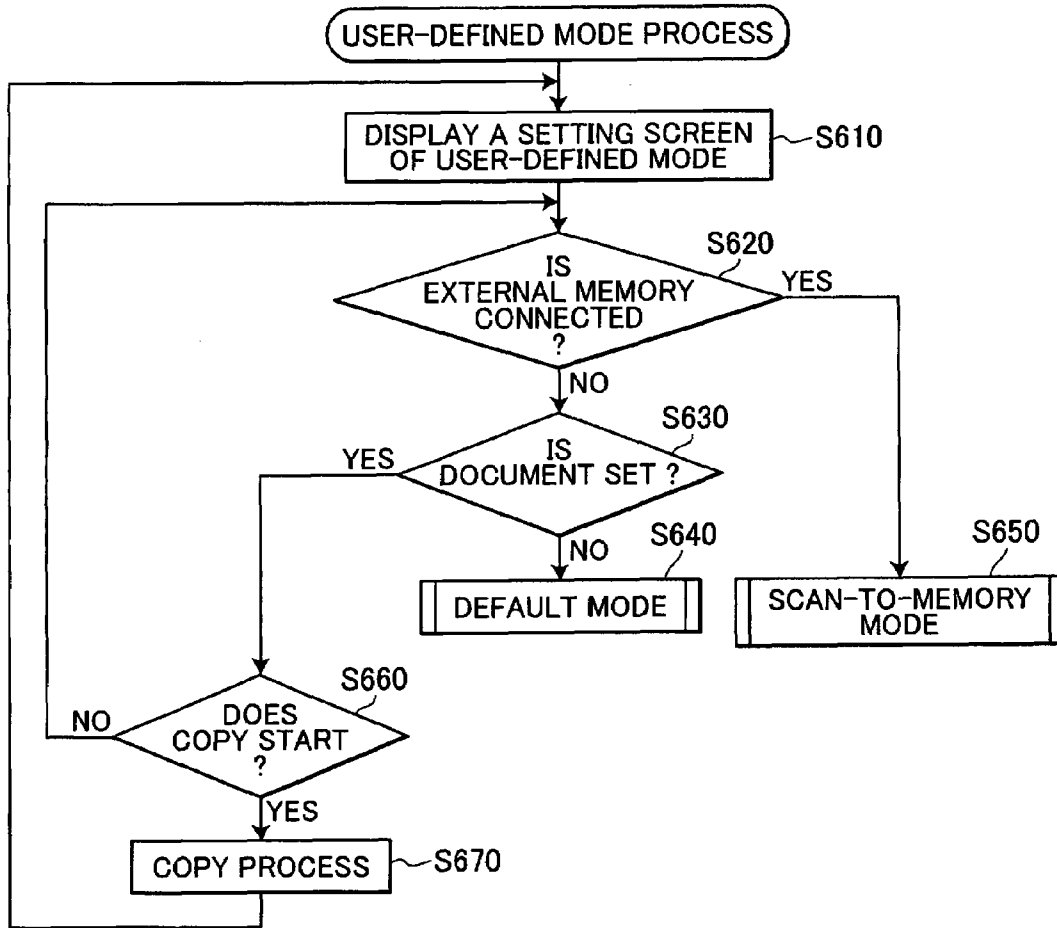 USER-DEFINED MODE PROCESS
DISPLAY A SETTING SCREEN
OF USER-DEFINED MODE
S610
S620
IS
EXTERNAL MEMORY
CONNECTED
?
YES
NO
S630
IS
DOCUMENT SET ?
YES
NO
S640
DEFAULT MODE
S650
SCAN-TO-MEMORY
MODE
S660
DOES
COPY START
?
NO
YES
COPY PROCESS
S670